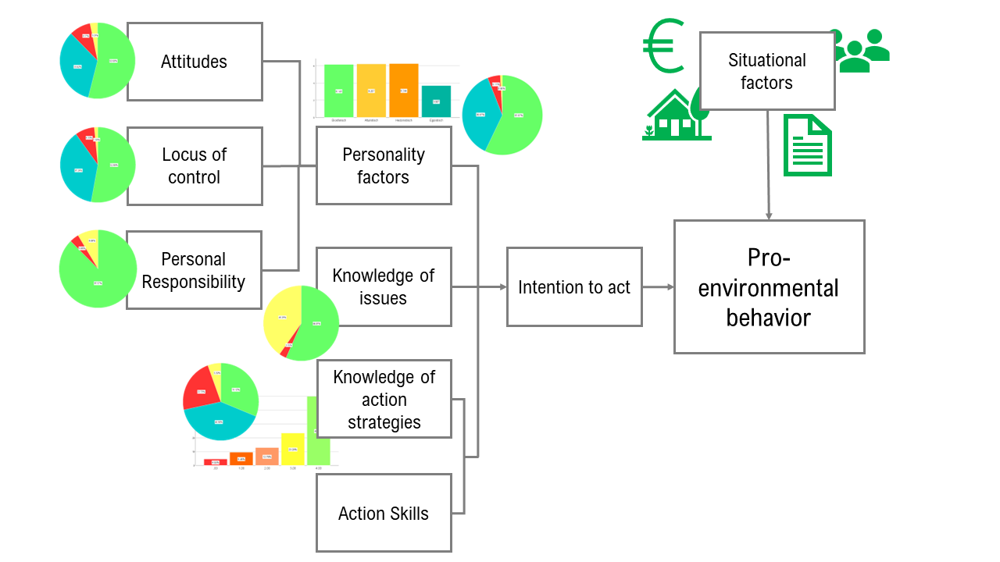 Attitudes
Situational
factors
Locus of
control
Personality
factors
Personal
Responsibility
Knowledge of
issues
Intention to act
Pro-
environmental
behavior
Knowledge of
action
strategies
Action Skills